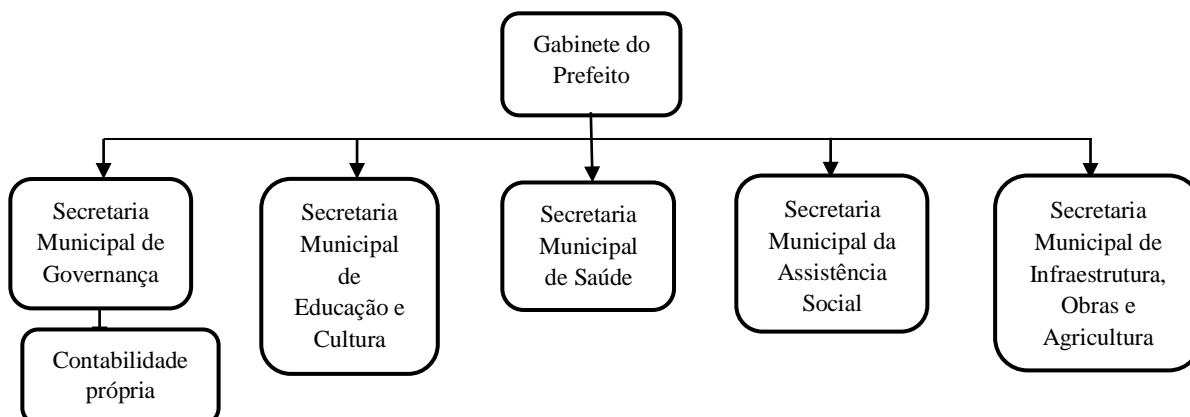 Gabinete do
Prefeito
Secretaria
Municipal de
Governança
Secretaria
Municipal
de
Educação e
Cultura
Secretaria
Municipal
de Saúde
Secretaria
Municipal da
Assistência
Social
Secretaria
Municipal de
Infraestrutura,
Obras e
Agricultura
Contabilidade
própria